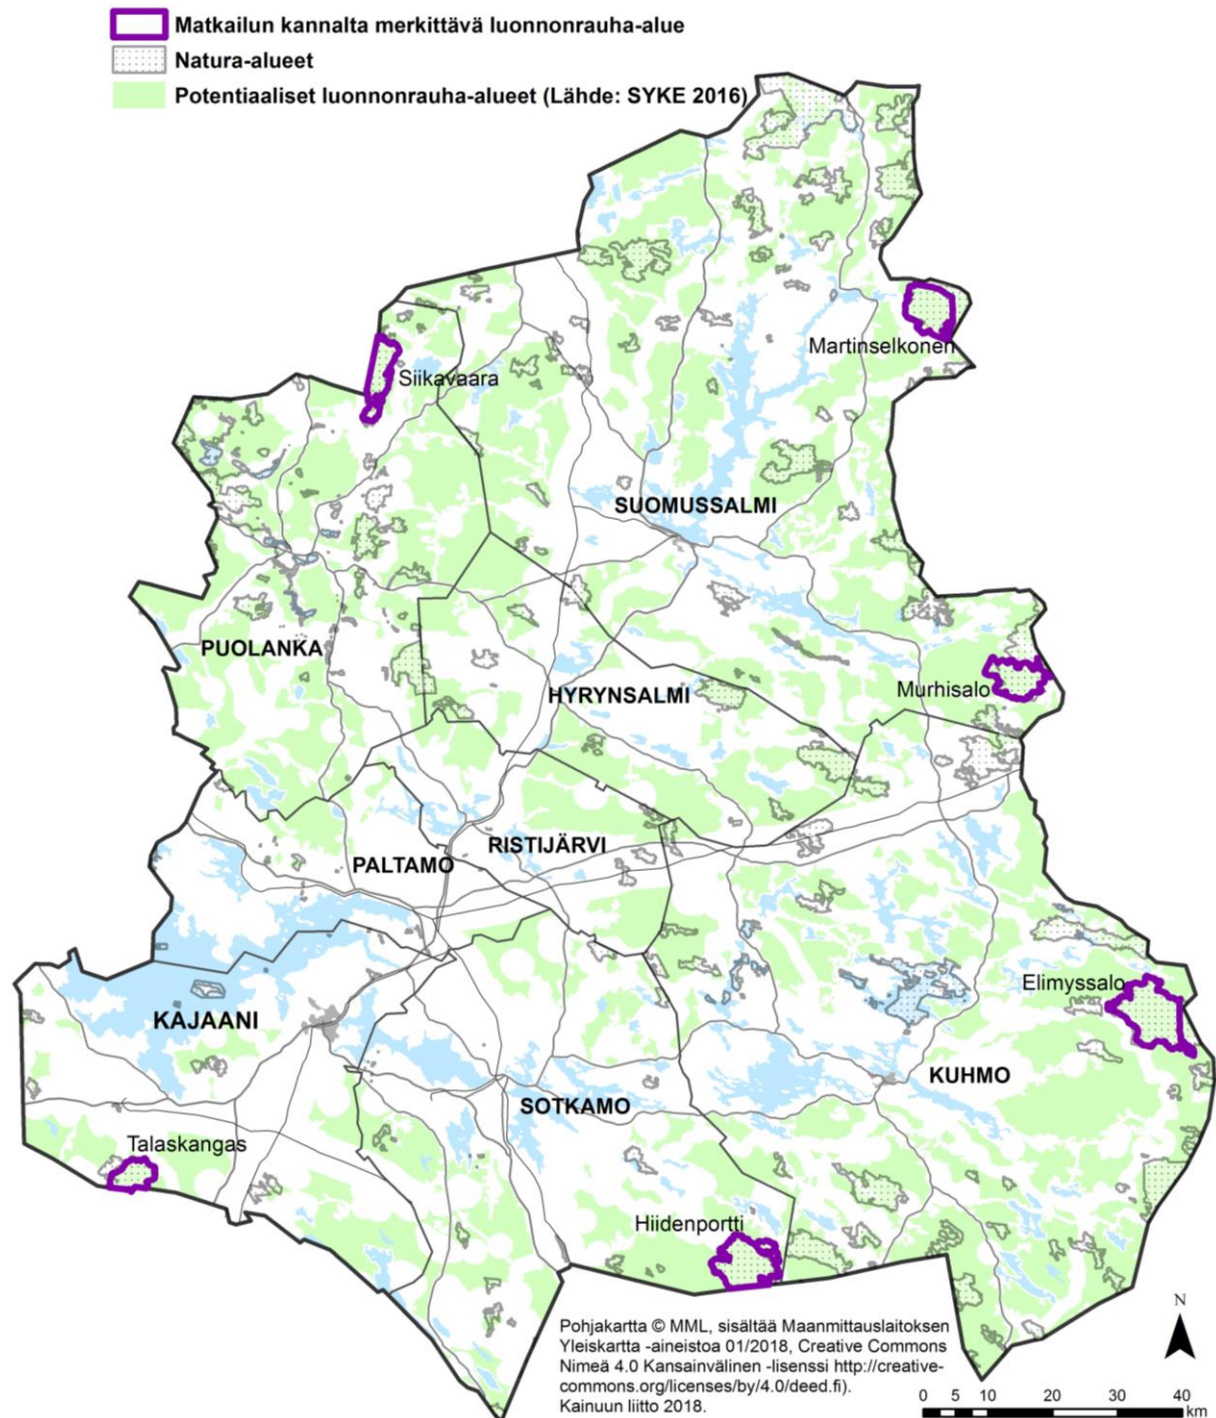 Matkailun kannalta merkittävä luonnonrauha-alue
Natura-alueet
Potentiaaliset luonnonrauha-alueet (Lähde: SYKE 2016)
Martinselkonen
Siikavaara
SUOMUSSALMI
PUOLANKA
Murhisalo
HYRYNSALMI
RISTIJÄRVI
PALTAMO
Elimyssalo
KAJAANI
KUHMO
SOTKAMO
Talaskangas
Hiidenportti
N
Pohjakartta © MML, sisältää Maanmittauslaitoksen
Yleiskartta -aineistoa 01/2018, Creative Commons
Nimeä 4.0 Kansainvälinen -lisenssi http://creative-
commons.org/licenses/by/4.0/deed.fi).
Kainuun liitto 2018.
0 5 10 20 30 40
km